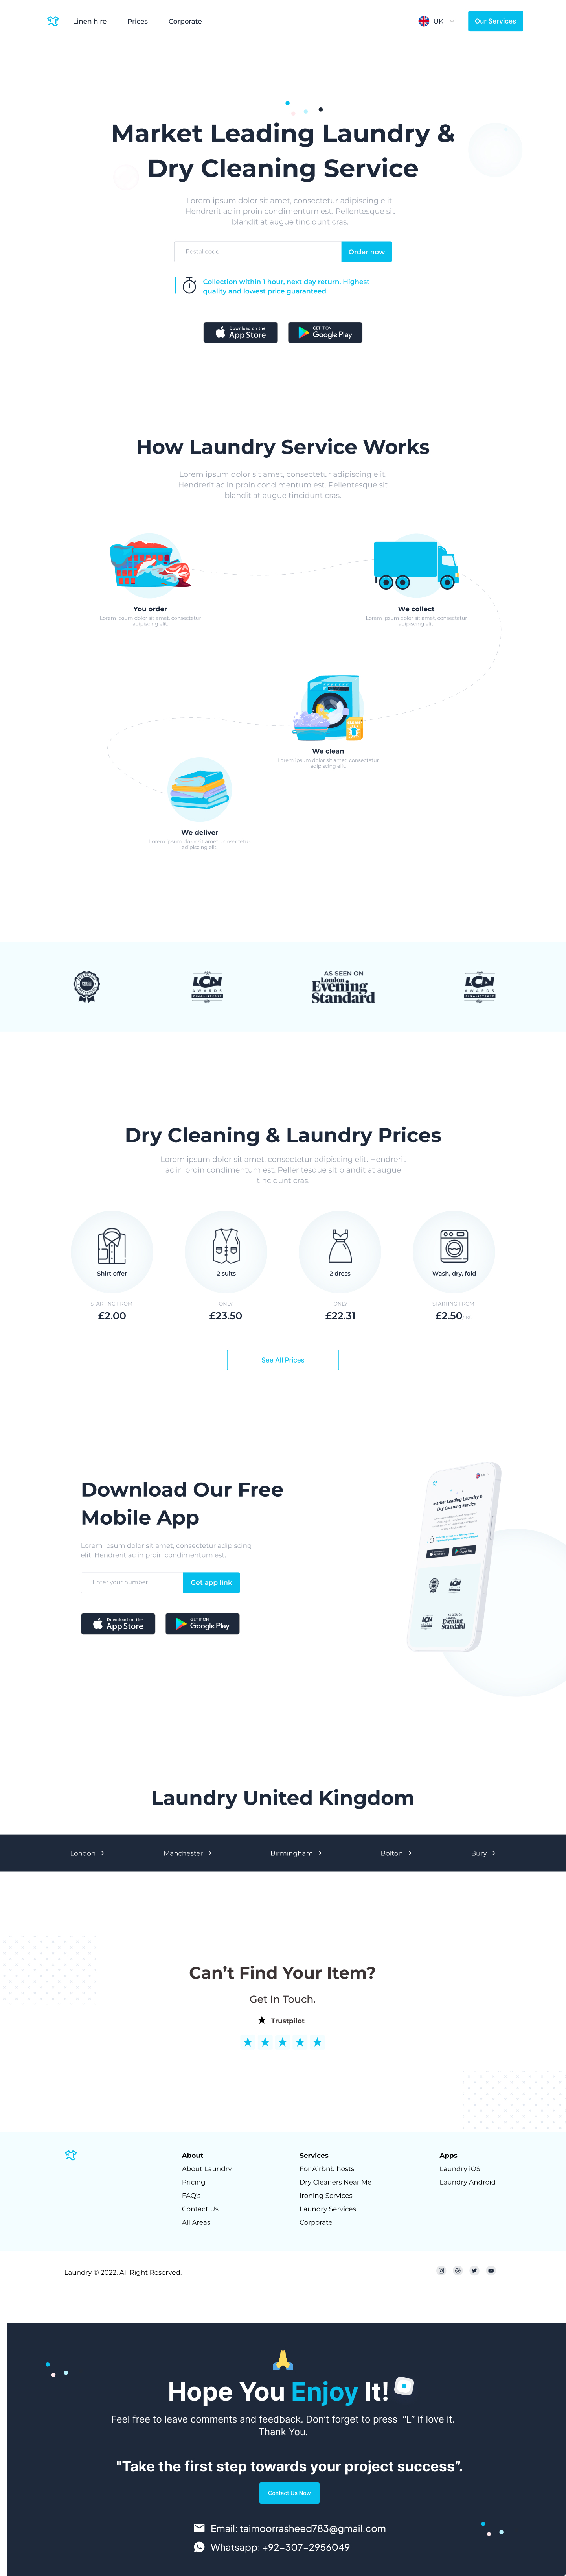 Linen hire
Prices
Corporate
UK
Our Services
Market Leading Laundry &
Dry Cleaning Service
Lorem ipsum dolor sit amet, consectetur adipiscing elit.
Hendrerit ac in proin condimentum est. Pellentesque sit
blandit at augue tincidunt cras.
Postal code
Order now
Collection within 1 hour, next day return. Highest
quality and lowest price guaranteed.
Download on the
App Store
GET IT ON
Google Play
How Laundry Service Works
Lorem ipsum dolor sit amet, consectetur adipiscing elit.
Hendrerit ac in proin condimentum est. Pellentesque sit
blandit at augue tincidunt cras.
You order
Lorem ipsum dolor sit amet, consectetur
adipiscing elit.
We collect
Lorem ipsum dolor sit amet, consectetur
adipiscing elit.
We clean
Lorem ipsum dolor sit amet, consectetur
adipiscing elit.
We deliver
Lorem ipsum dolor sit amet, consectetur
adipiscing elit.
LCN
AWARDS
AS SEEN ON
London
Evening
Standard
LCN
AWARDS
Dry Cleaning & Laundry Prices
Lorem ipsum dolor sit amet, consectetur adipiscing elit. Hendrerit
ac in proin condimentum est. Pellentesque sit blandit at augue
tincidunt cras.
Shirt offer
2 suits
2 dress
Wash, dry, fold
STARTING FROM
ONLY
ONLY
STARTING FROM
£2.00
£23.50
£22.31
£2.50/ KG
See All Prices
Download Our Free
Mobile App
Lorem ipsum dolor sit amet, consectetur adipiscing
elit. Hendrerit ac in proin condimentum est.
Enter your number
Get app link
Download on the
App Store
GET IT ON
Google Play
Market Leading Laundry &
Dry Cleaning Service
App Store
Google Play
LCN
LCN
Evening
Standard
Laundry United Kingdom
London
Manchester
Birmingham
Bolton
Bury
Can’t Find Your Item?
Get In Touch.
Trustpilot
About
About Laundry
Pricing
FAQ's
Contact Us
All Areas
Services
For Airbnb hosts
Dry Cleaners Near Me
Ironing Services
Laundry Services
Corporate
Apps
Laundry iOS
Laundry Android
Laundry © 2022. All Right Reserved.
Hope You Enjoy It!
Feel free to leave comments and feedback. Don’t forget to press “L” if love it.
Thank You.
"Take the first step towards your project success”.
Contact Us Now
Email: taimoorrasheed783@gmail.com
Whatsapp: +92-307-2956049